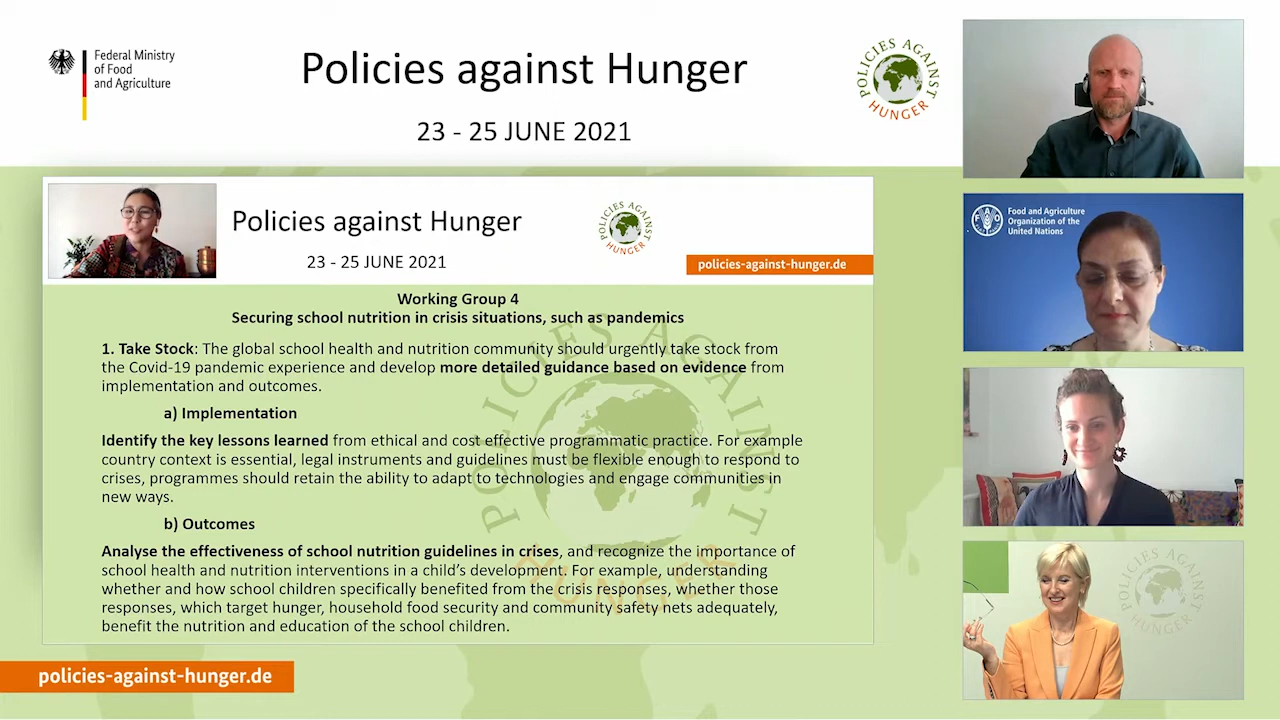 Federal Ministry
of Food
and Agriculture
Policies against Hunger
23 - 25 JUNE 2021
POLICIES AGAINST
HUNGER
Policies against Hunger
23 - 25 JUNE 2021
POLICIES AGAINST
HUNGER
policies-against-hunger.de
Working Group 4
Securing school nutrition in crisis situations, such as pandemics
1. Take Stock: The global school health and nutrition community should urgently take stock from
the Covid-19 pandemic experience and develop more detailed guidance based on evidence from
implementation and outcomes.
a) Implementation
Identify the key lessons learned from ethical and cost effective programmatic practice. For example
country context is essential, legal instruments and guidelines must be flexible enough to respond to
crises, programmes should retain the ability to adapt to technologies and engage communities in
new ways.
b) Outcomes
Analyse the effectiveness of school nutrition guidelines in crises, and recognize the importance of
school health and nutrition interventions in a child's development. For example, understanding
whether and how school children specifically benefited from the crisis responses, whether those
responses, which target hunger, household food security and community safety nets adequately,
benefit the nutrition and education of the school children.
POLICIES AGAINST
HUNGER
policies-against-hunger.de
FAO
Food and Agriculture
Organization of the
United Nations
POLICIES AGAINST
HUNGER